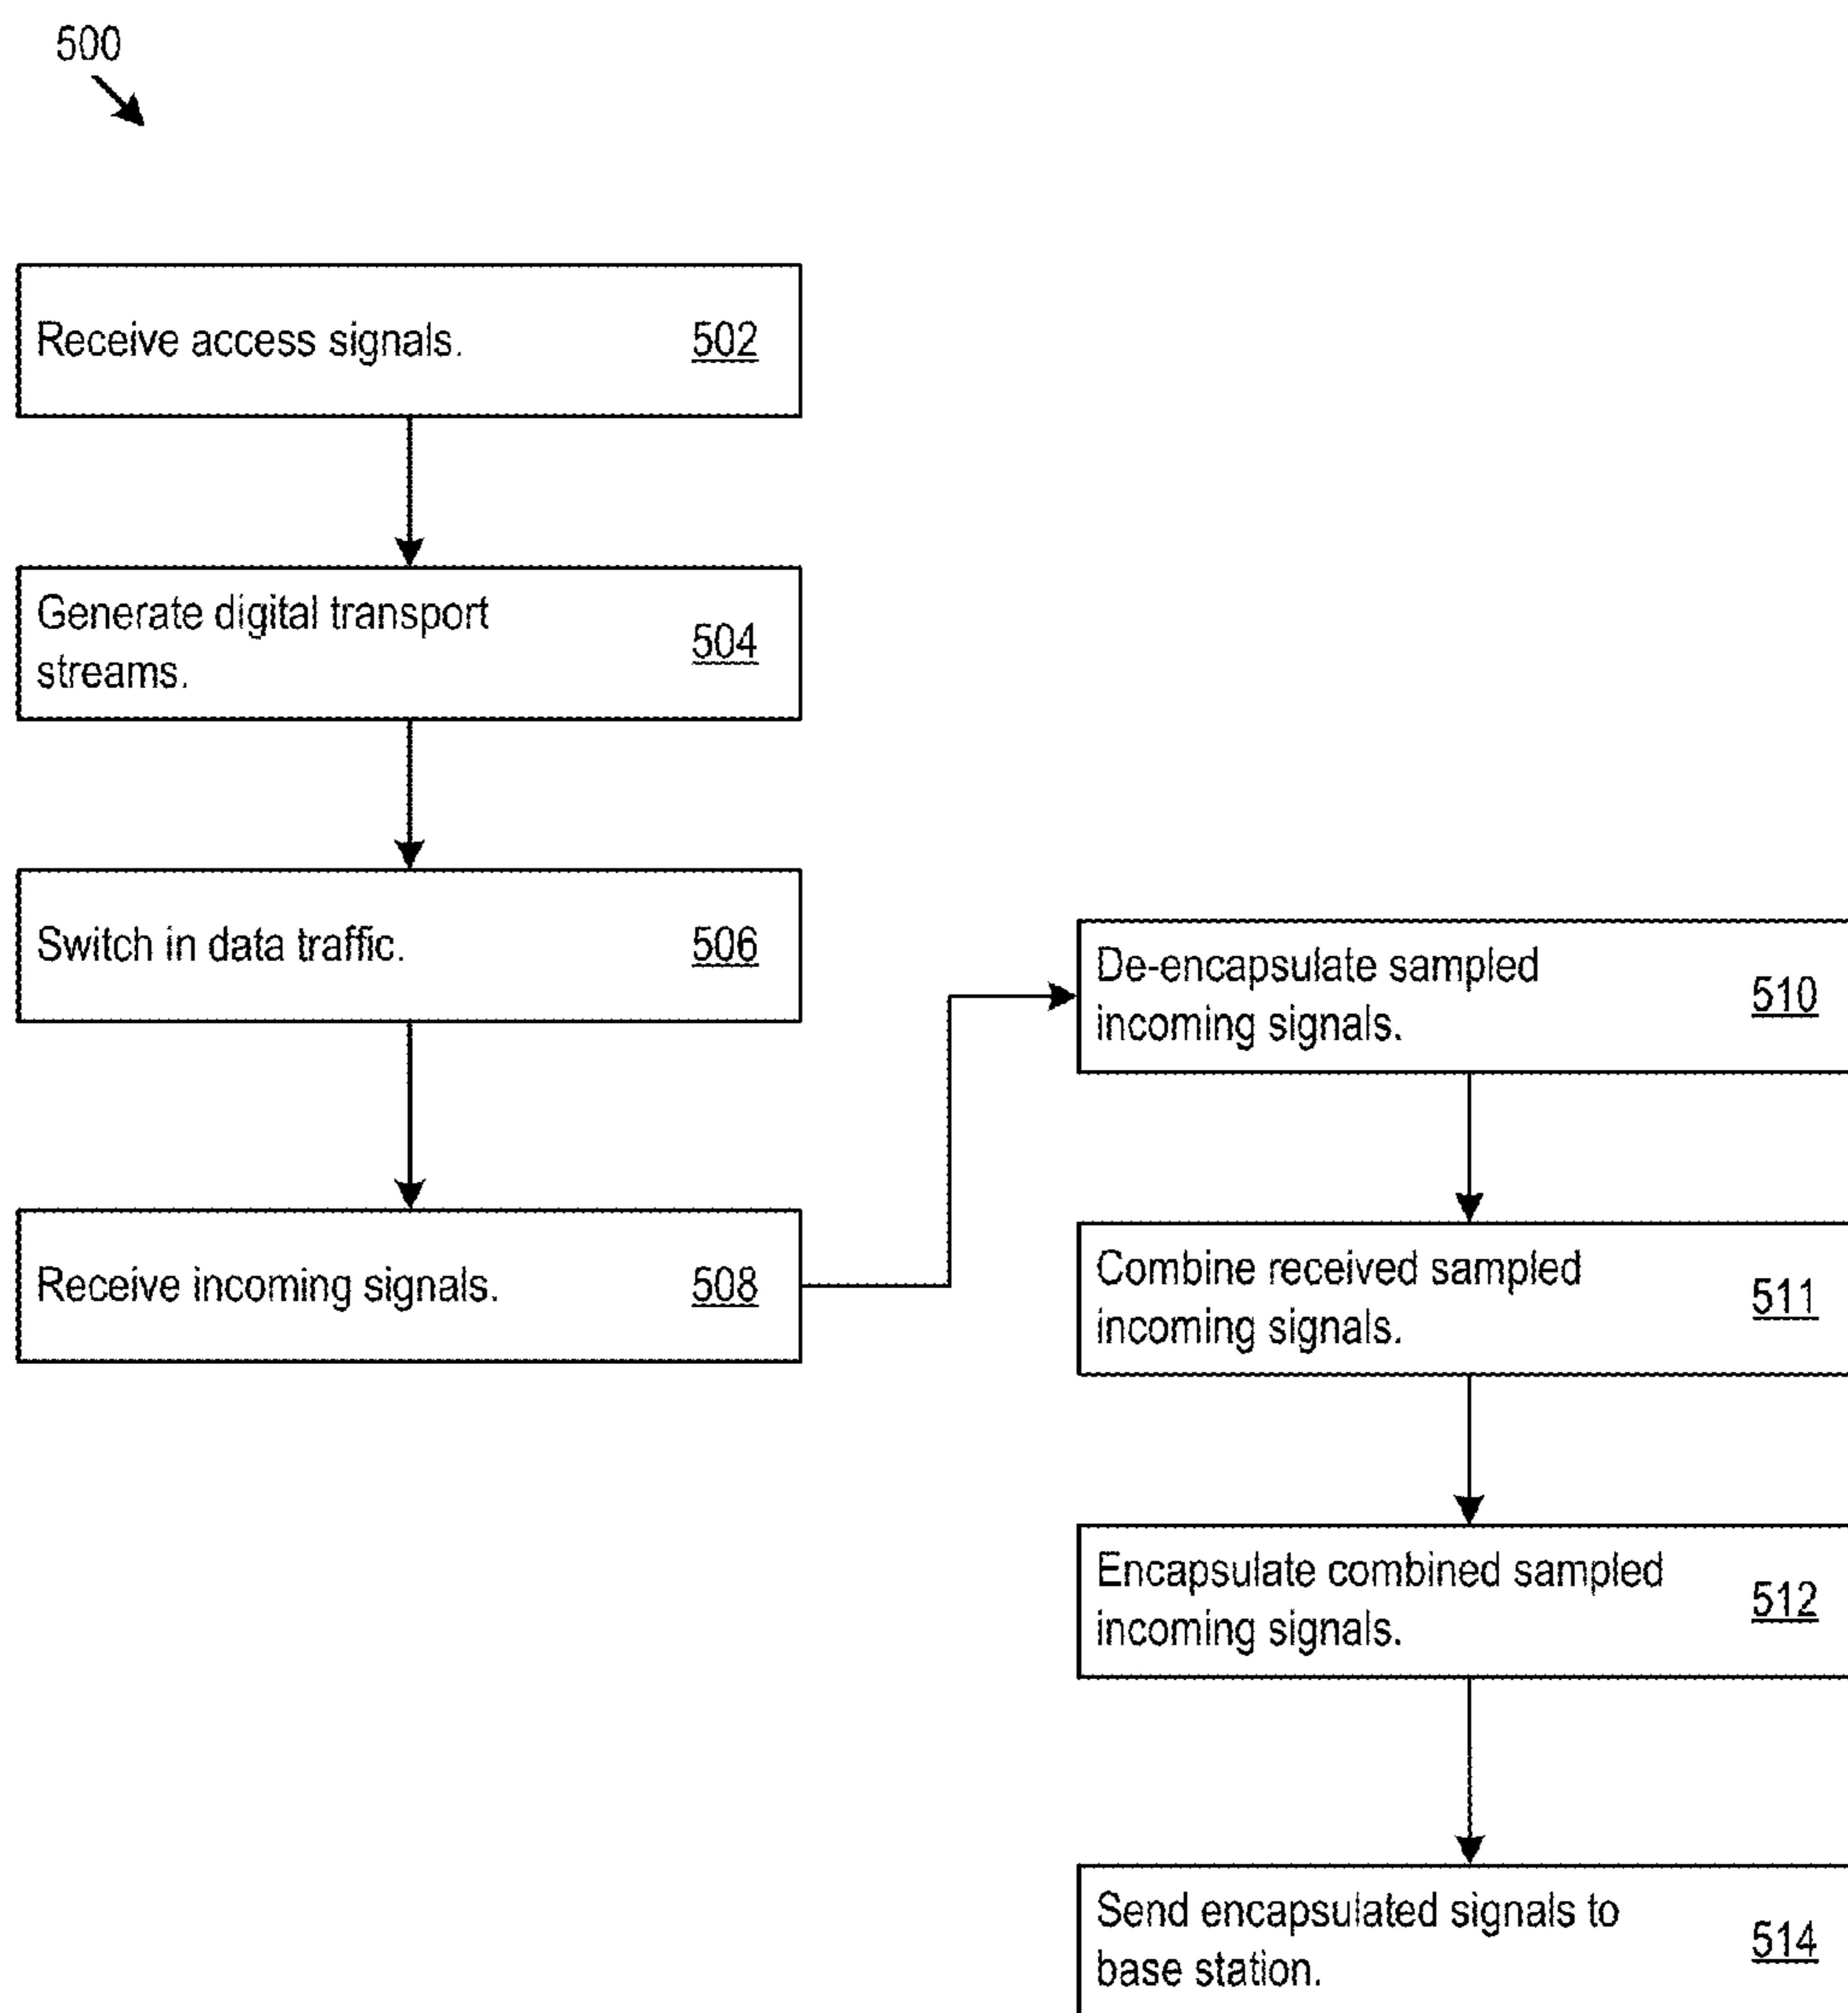 500
Receive access signals. 502
Generate digital transport
streams. 504
Switch in data traffic. 506
Receive incoming signals. 508
De-encapsulate sampled
incoming signals. 510
Combine received sampled
incoming signals. 511
Encapsulate combined sampled
incoming signals. 512
Send encapsulated signals to
base station. 514